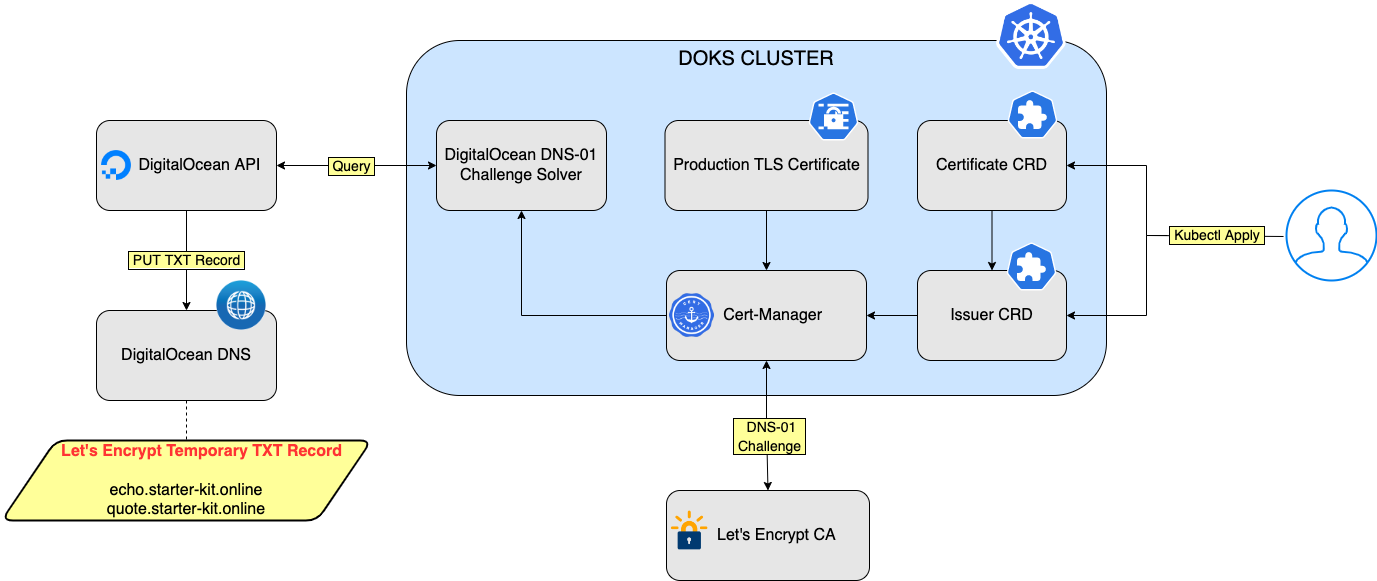 DOKS CLUSTER
DigitalOcean API
Query
DigitalOcean DNS-01
Challenge Solver
Production TLS Certificate
Certificate CRD
Kubectl Apply
PUT TXT Record
DigitalOcean DNS
CERT
MANAGER
Cert-Manager
Issuer CRD
Let's Encrypt Temporary TXT Record
echo.starter-kit.online
quote.starter-kit.online
DNS-01
Challenge
Let's Encrypt CA